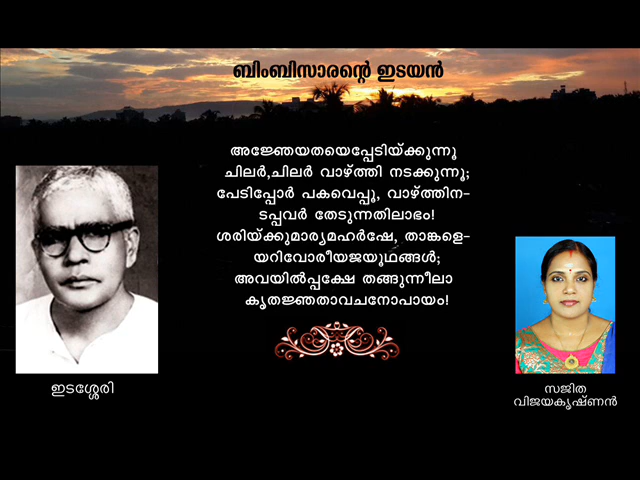 ബിംബിസാരന്റെ ഇടയൻ
അജ്ഞേയതയെപ്പേടിയ്ക്കുന്നൂ
ചിലർ,ചിലർ വാഴ്ത്തി നടക്കുന്നൂ;
പേടിപ്പോർ പകവെപ്പൂ, വാഴ്ത്തിന-
ടപ്പവർ തേടുന്നതിലാഭം!
ശരിയ്ക്കുമാര്യമഹർഷേ, താങ്കളെ-
യറിവോരീയജയൂഥങ്ങൾ;
അവയിൽപ്പക്ഷേ തങ്ങുന്നീലാ
കൃതജ്ഞതാവചനോപായം!
ഇടശ്ശേരി
സജിത
വിജയകൃഷ്ണൻ